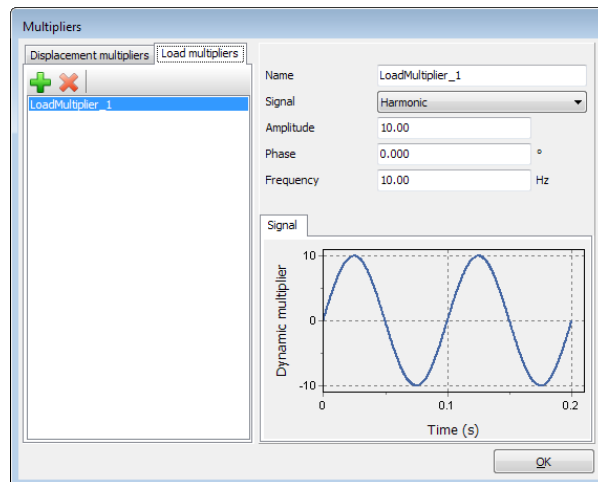 Multipliers
Displacement multipliers Load multipliers
LoadMultiplier_1
Name LoadMultiplier_1
Signal Harmonic
Amplitude 10.00
Phase 0.000 °
Frequency 10.00 Hz
Signal
Dynamic multiplier
10
0
-10
0 0.1 0.2
Time (s)
OK